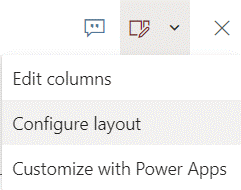 Edit columns
Configure layout
Customize with Power Apps